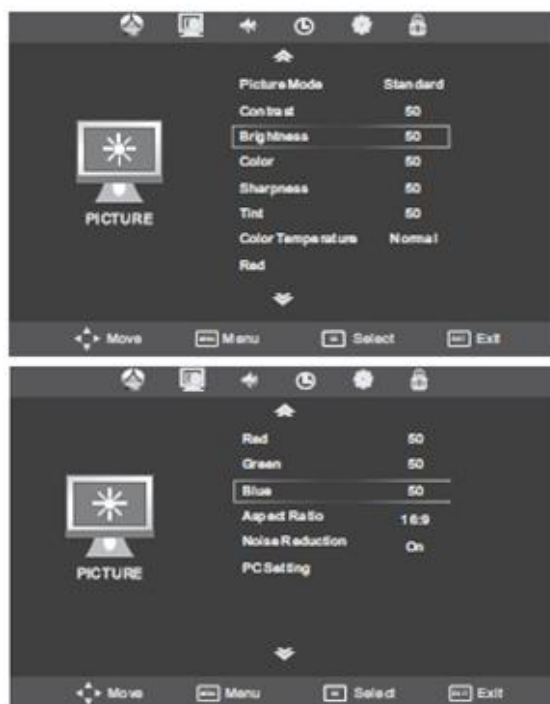 Picture Mode Standard
Contrast 50
Brightness 50
Color 50
Sharpness 50
Tint 50
Color Temperature Normal
Red
PICTURE
Move Menu Select Exit
Red 50
Green 50
Blue 50
Aspect Ratio 16:9
Noise Reduction On
PC Setting
PICTURE
Move Menu Select Exit